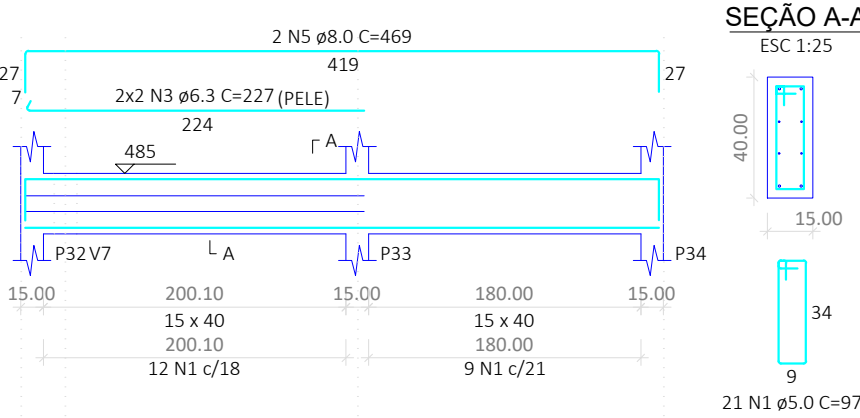 SEÇÃO A-A
ESC 1:25
2 N5 ø8.0 C=469
419
27
27
7
2x2 N3 ø6.3 C=227 (PELE)
224
A
485
A
P32 V7
P33
P34
15.00 200.10 15.00 180.00 15.00
15 x 40 15 x 40
200.10 180.00
12 N1 c/18 9 N1 c/21
40.00
15.00
34
9
21 N1 ø5.0 C=97